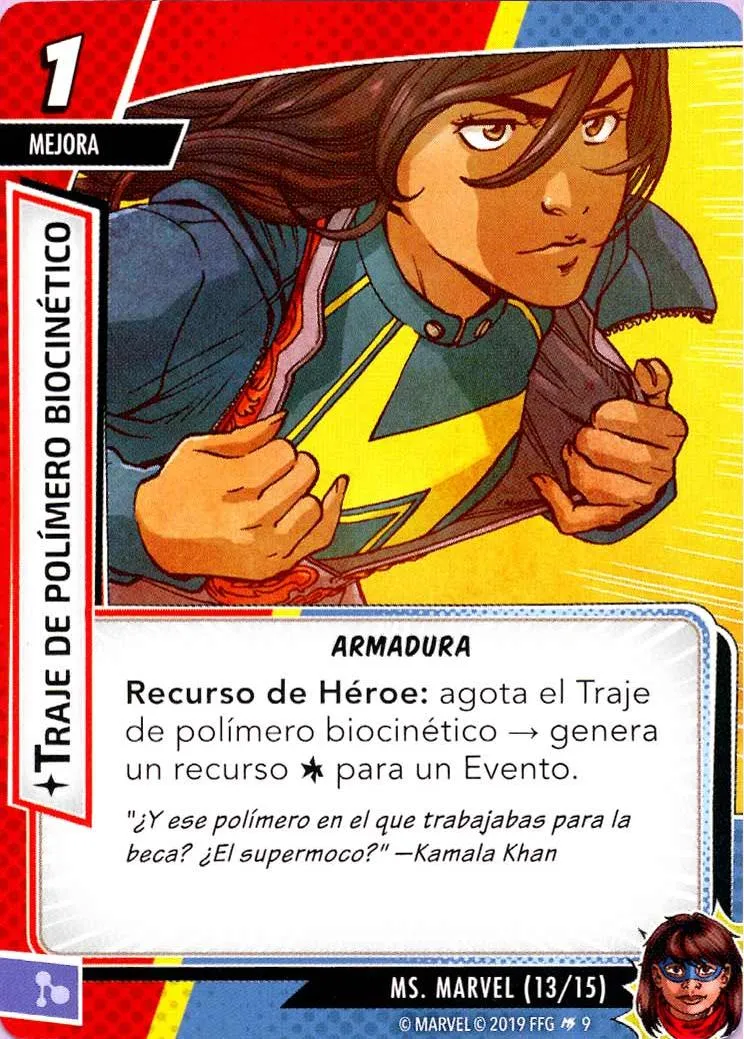 1
MEJORA
TRAJE DE POLÍMERO BIOCINÉTICO
ARMADURA
Recurso de Héroe: agota el Traje
de polímero biocinético → genera
un recurso ★ para un Evento.
"¿Y ese polímero en el que trabajabas para la
beca? ¿El supermoco?" —Kamala Khan
MS. MARVEL (13/15)
© MARVEL © 2019 FFG 9